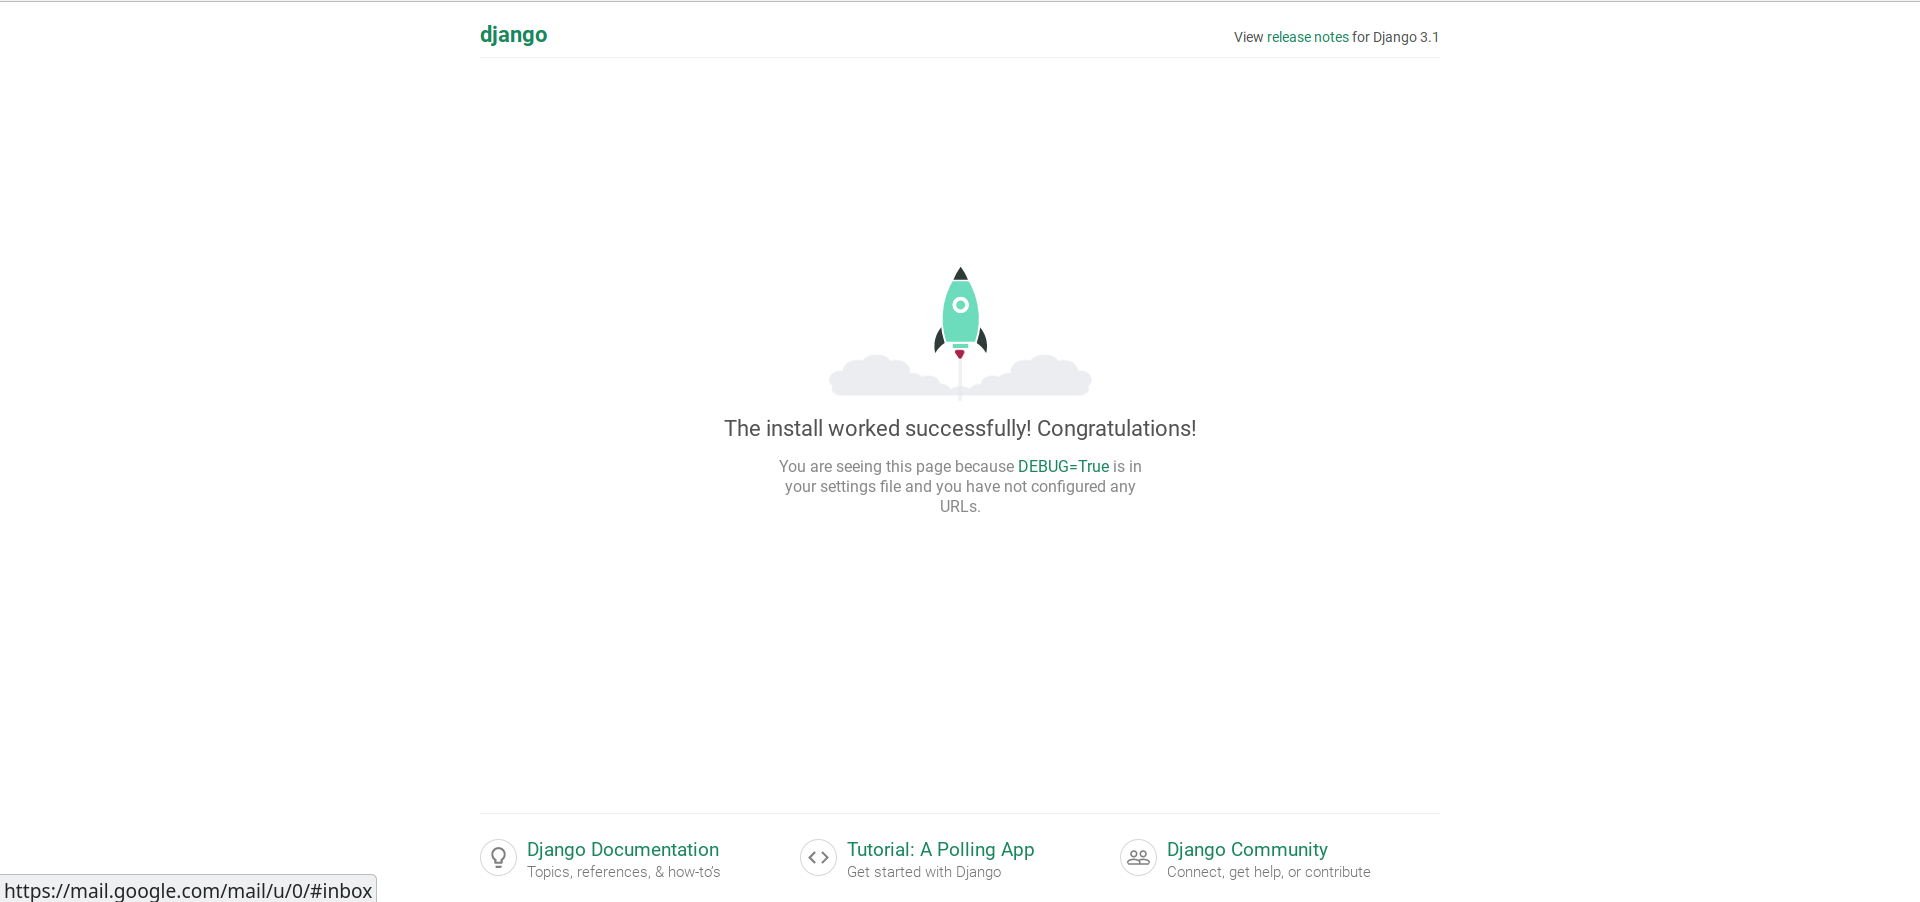 django
View release notes for Django 3.1
The install worked successfully! Congratulations!
You are seeing this page because DEBUG=True is in
your settings file and you have not configured any
URLs.
Django Documentation
Topics, references, & how-to's
Tutorial: A Polling App
Get started with Django
Django Community
Connect, get help, or contribute
https://mail.google.com/mail/u/0/#inbox